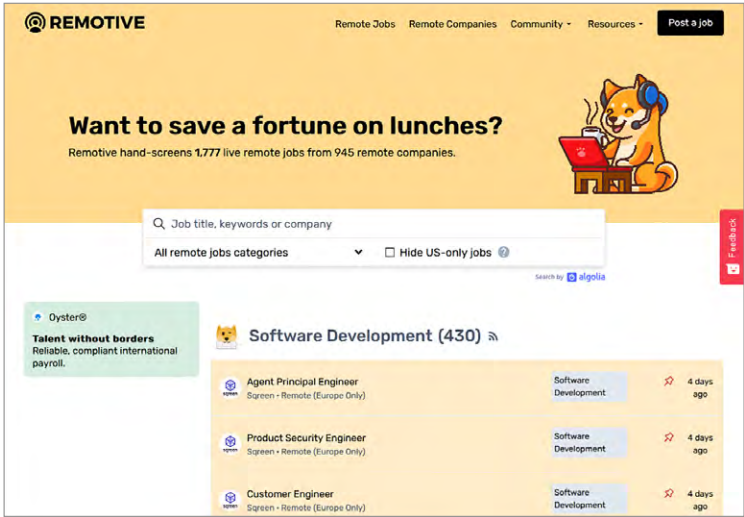 REMOTIVE
Remote Jobs Remote Companies Community Resources Post a job
Want to save a fortune on lunches?
Remotive hand-screens 1,777 live remote jobs from 945 remote companies.
Job title, keywords or company
All remote jobs categories Hide US-only jobs ?
Search by algolia
Feedback
Oyster®
Talent without borders
Reliable, compliant international
payroll.
Software Development (430)
Agent Principal Engineer
Sqreen • Remote (Europe Only)
Software
Development
4 days
ago
sqreen
Product Security Engineer
Sqreen • Remote (Europe Only)
Software
Development
4 days
ago
sqreen
Customer Engineer
Sqreen • Remote (Europe Only)
Software
Development
4 days
ago
sqreen